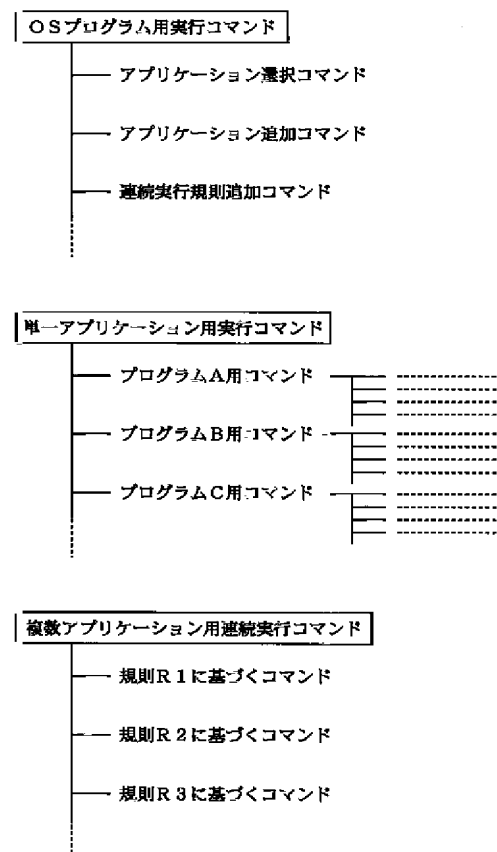 OSプログラム用実行コマンド
アプリケーション選択コマンド
アプリケーション追加コマンド
連続実行規則追加コマンド
単一アプリケーション用実行コマンド
プログラムA用コマンド
プログラムB用コマンド
プログラムC用コマンド
複数アプリケーション用連続実行コマンド
規則R1に基づくコマンド
規則R2に基づくコマンド
規則R3に基づくコマンド